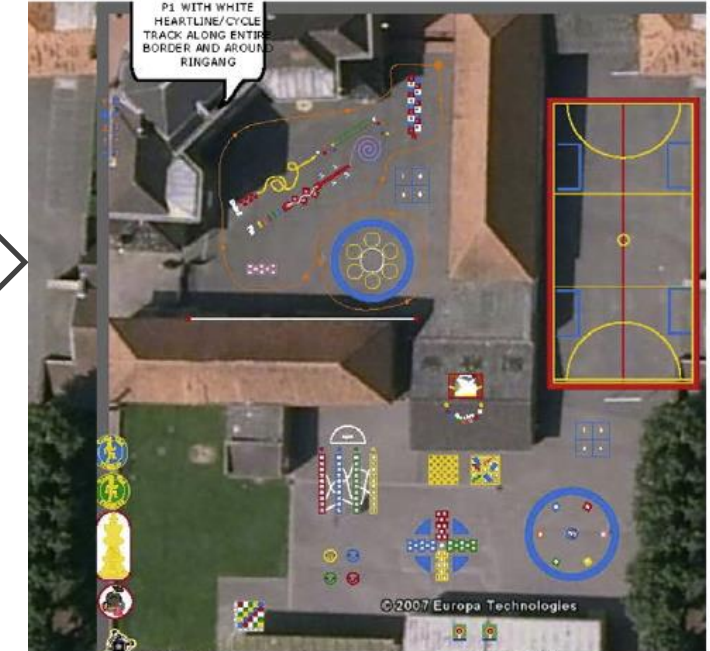 P1 WITH WHITE
HEARTLINE/CYCLE
TRACK ALONG ENTIRE
BORDER AND AROUND
RINGANG
© 2007 Europa Technologies